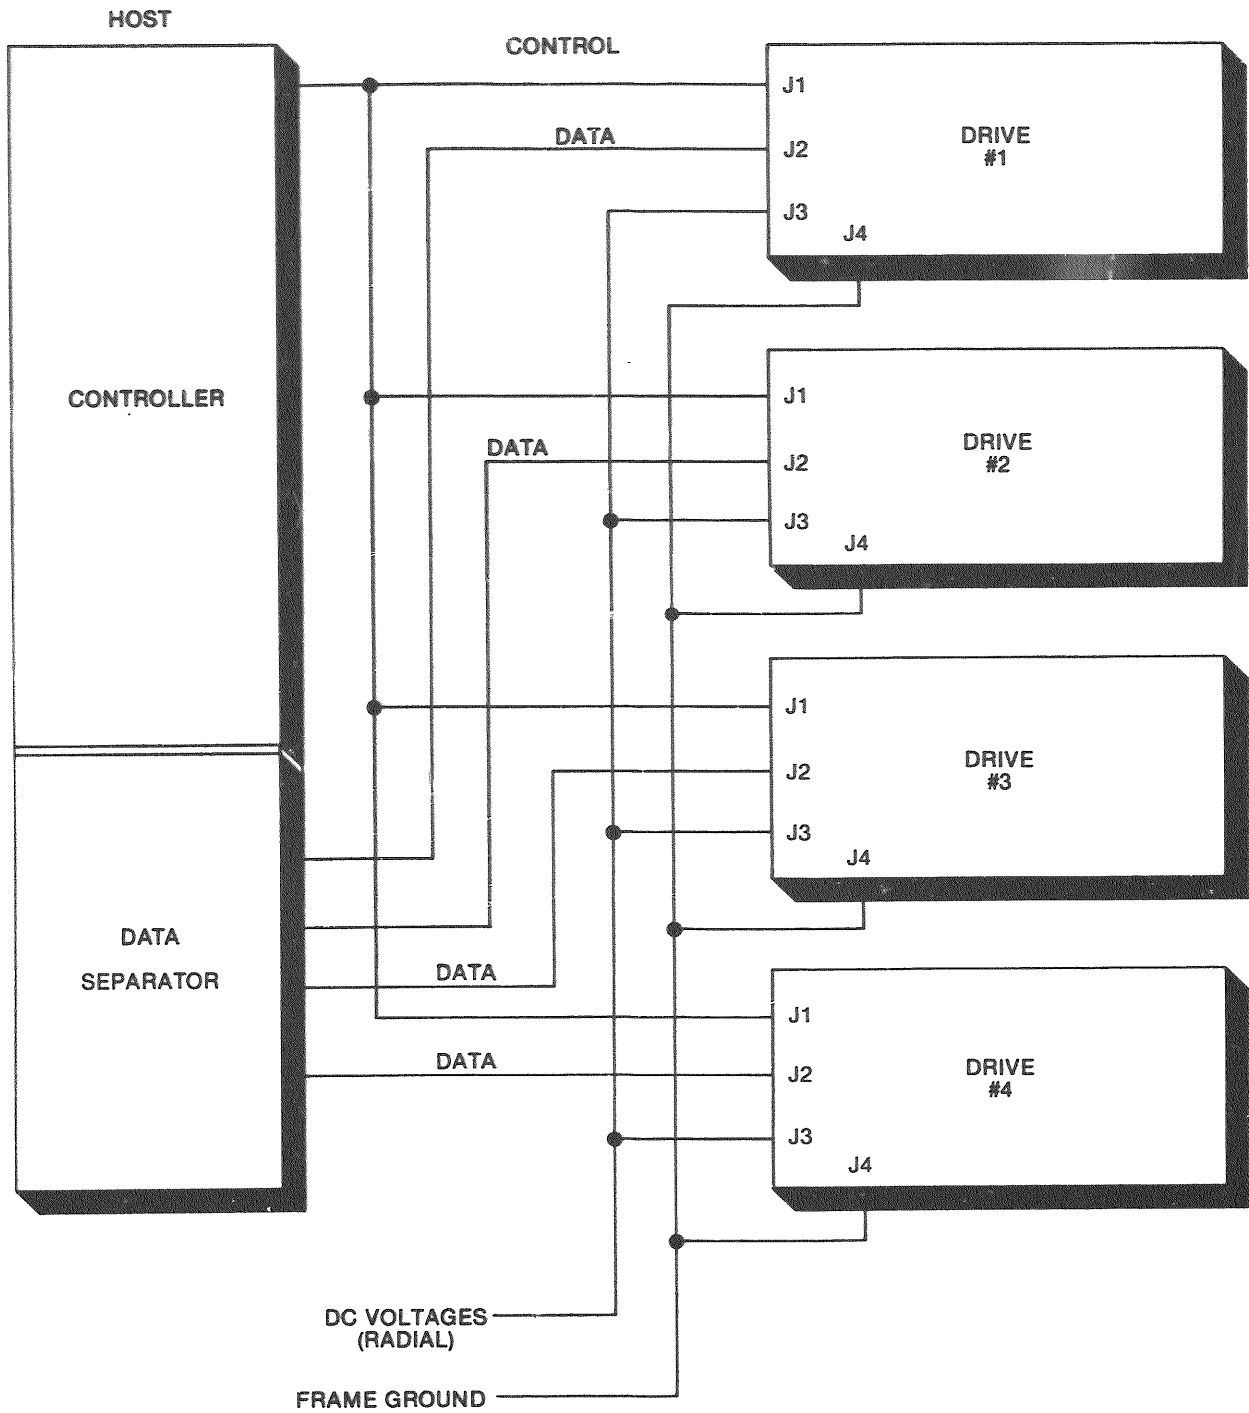 HOST
CONTROL
J1
DATA
J2
DRIVE
#1
J3
J4
CONTROLLER
J1
DATA
J2
DRIVE
#2
J3
J4
J1
J2
DRIVE
#3
J3
J4
DATA
SEPARATOR
DATA
J1
DATA
J2
DRIVE
#4
J3
J4
DC VOLTAGES
(RADIAL)
FRAME GROUND